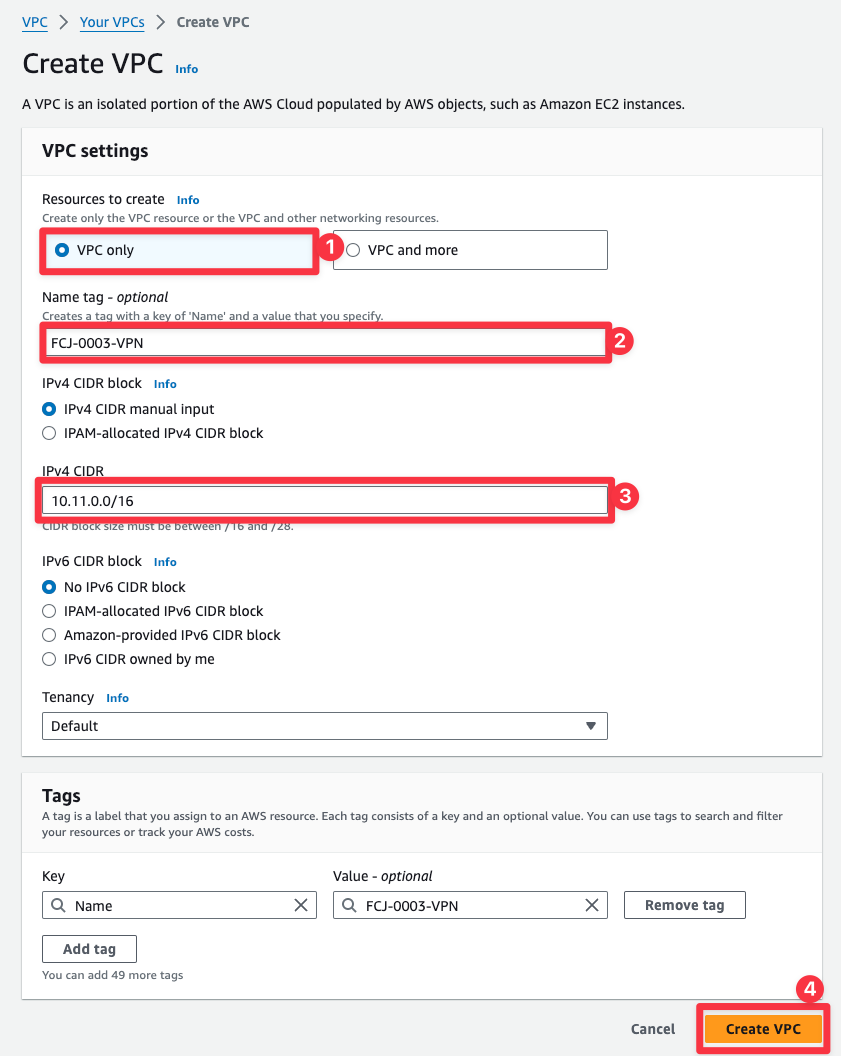 VPC > Your VPCs > Create VPC
Create VPC Info
A VPC is an isolated portion of the AWS Cloud populated by AWS objects, such as Amazon EC2 instances.
VPC settings
Resources to create Info
Create only the VPC resource or the VPC and other networking resources.
VPC only 1 VPC and more
Name tag - optional
Creates a tag with a key of 'Name' and a value that you specify.
FCJ-0003-VPN 2
IPv4 CIDR block Info
IPv4 CIDR manual input
IPAM-allocated IPv4 CIDR block
IPv4 CIDR
10.11.0.0/16 3
CIDR block size must be between /16 and /28.
IPv6 CIDR block Info
No IPv6 CIDR block
IPAM-allocated IPv6 CIDR block
Amazon-provided IPv6 CIDR block
IPv6 CIDR owned by me
Tenancy Info
Default
Tags
A tag is a label that you assign to an AWS resource. Each tag consists of a key and an optional value. You can use tags to search and filter
your resources or track your AWS costs.
Key Value - optional
Name FCJ-0003-VPN Remove tag
Add tag
You can add 49 more tags
4
Cancel Create VPC